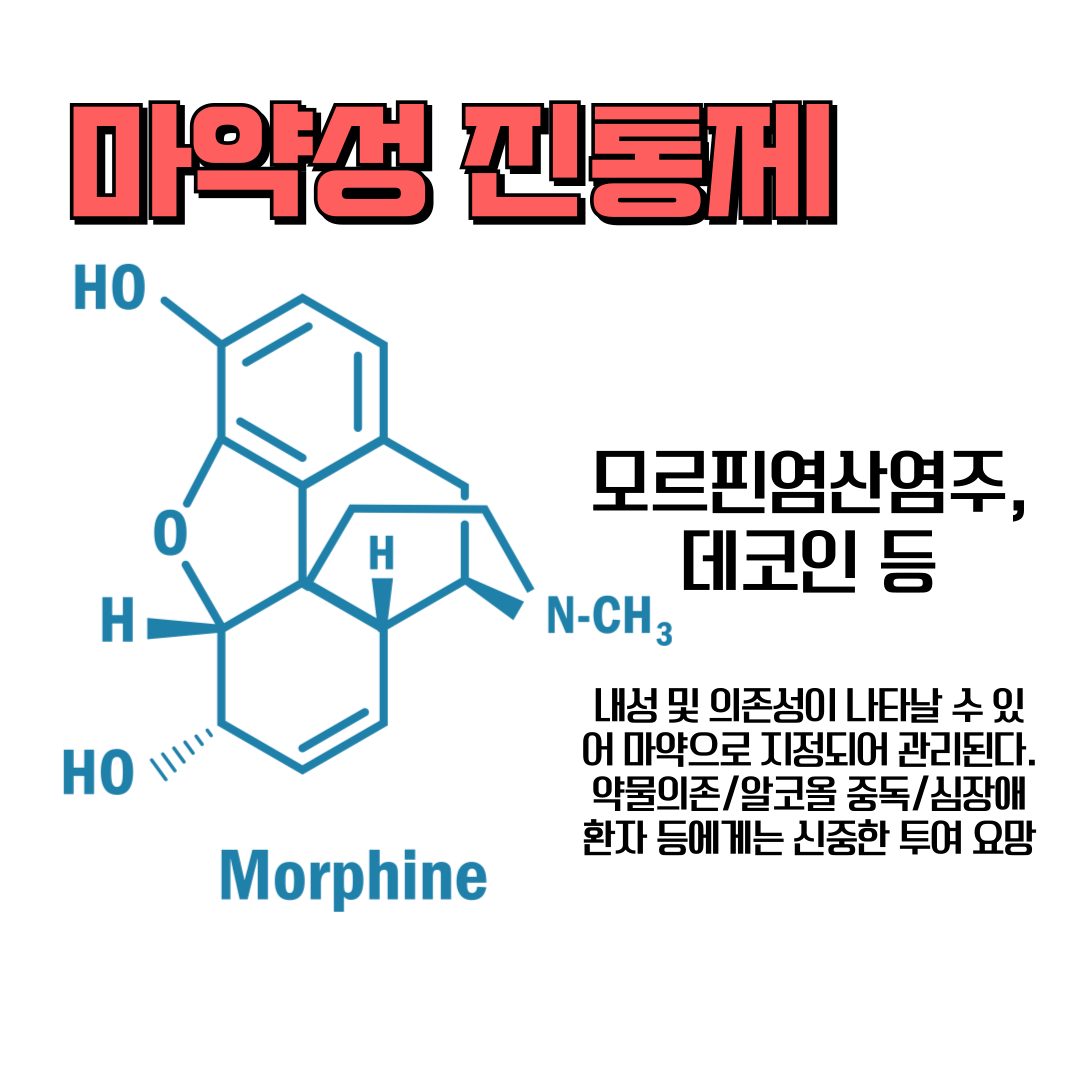 마약성 진통제
HO
O
H
H
N-CH3
HO
Morphine
모르핀염산염주,
데코인 등
내성 및 의존성이 나타날 수 있
어 마약으로 지정되어 관리된다.
약물의존/알코올 중독/심장애
환자 등에게는 신중한 투여 요망